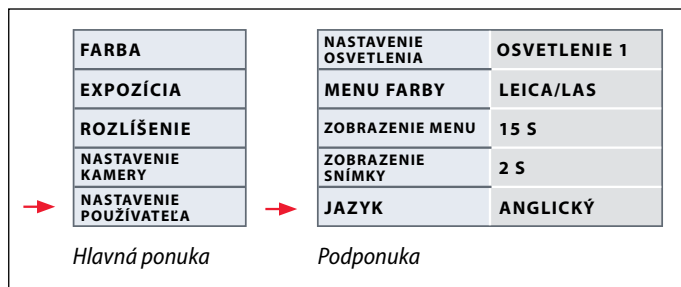 FARBA
EXPOZÍCIA
ROZLÍŠENIE
NASTAVENIE
KAMERY
NASTAVENIE
POUŽÍVATEĽA
Hlavná ponuka
NASTAVENIE
OSVETLENIA
OSVETLENIE 1
MENU FARBY
LEICA/LAS
ZOBRAZENIE MENU
15 S
ZOBRAZENIE
SNÍMKY
2 S
JAZYK
ANGLICKÝ
Podponuka